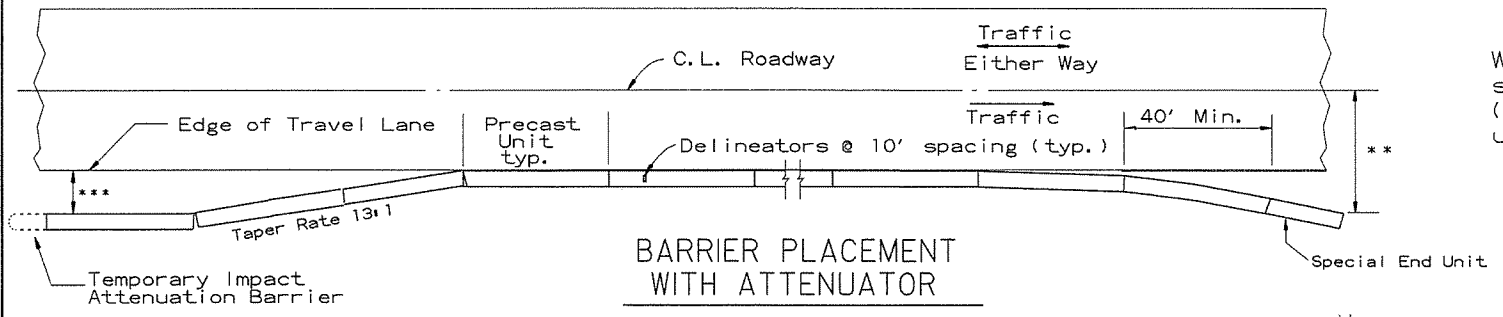 Traffic
Either Way
C.L. Roadway
Traffic
40' Min.
**
Edge of Travel Lane
Precast
Unit
typ.
Delineators @ 10' spacing (typ.)
***
Taper Rate 13:1
BARRIER PLACEMENT
WITH ATTENUATOR
Special End Unit
Temporary Impact
Attenuation Barrier